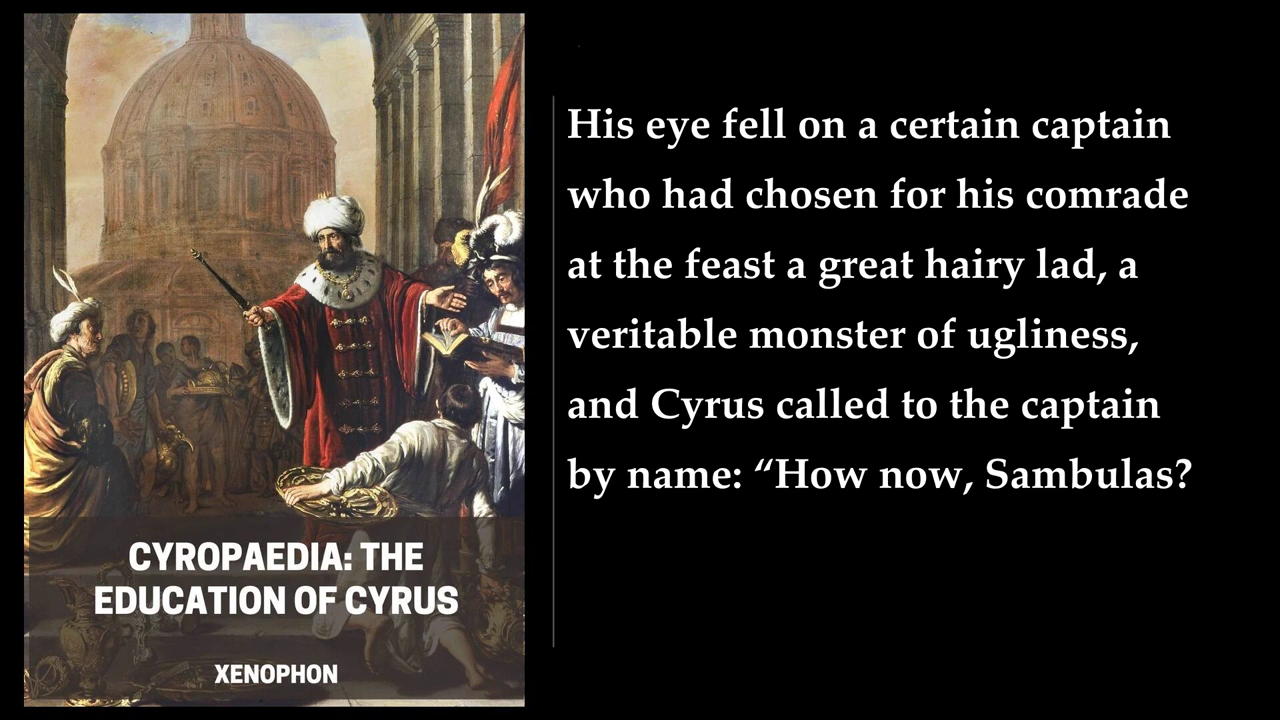 CYROPAEDIA: THE
EDUCATION OF CYRUS
XENOPHON
His eye fell on a certain captain
who had chosen for his comrade
at the feast a great hairy lad, a
veritable monster of ugliness,
and Cyrus called to the captain
by name: “How now, Sambulas?